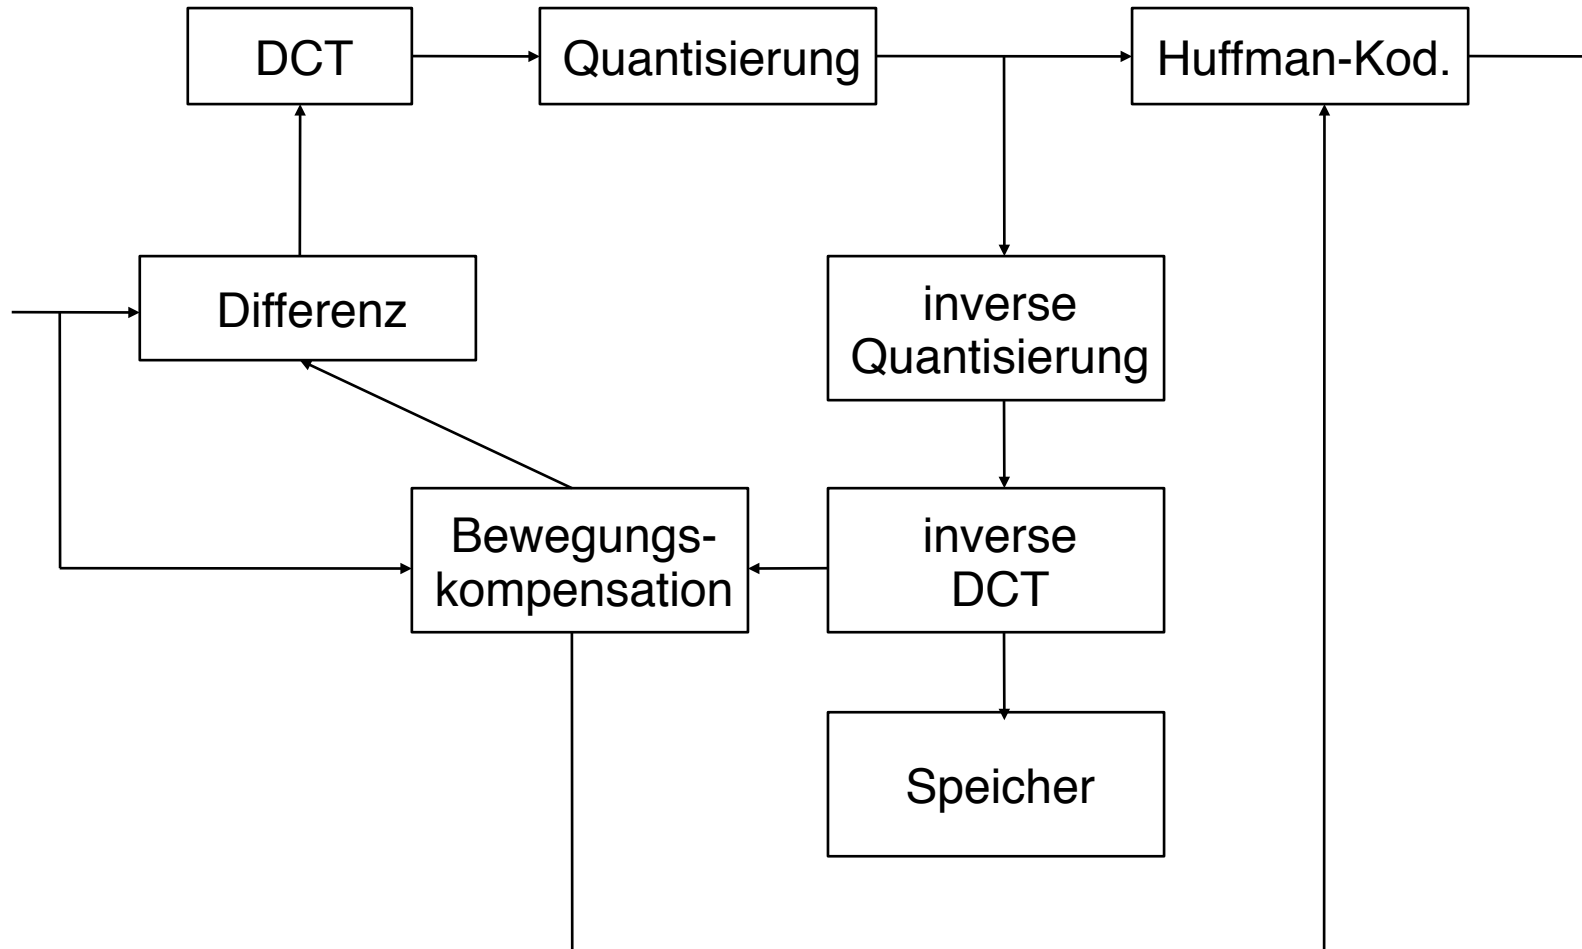 DCT
Quantisierung
Huffman-Kod.
Differenz
inverse
Quantisierung
Bewegungs-
kompensation
inverse
DCT
Speicher